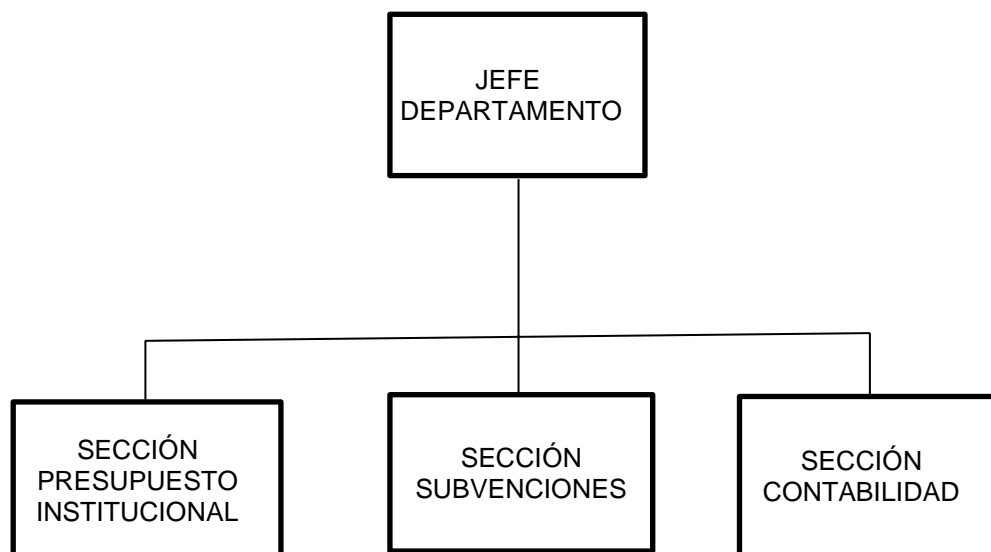 JEFE
DEPARTAMENTO
SECCIÓN
PRESUPUESTO
INSTITUCIONAL
SECCIÓN
SUBVENCIONES
SECCIÓN
CONTABILIDAD